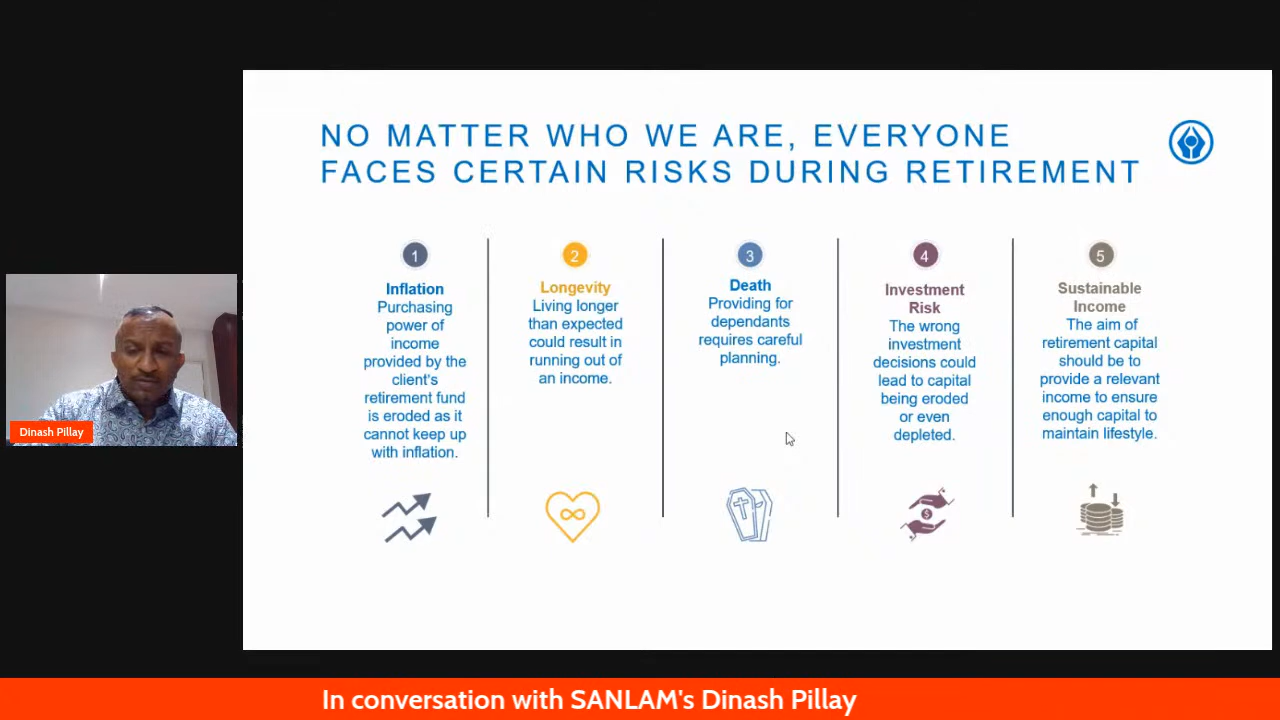 NO MATTER WHO WE ARE, EVERYONE
FACES CERTAIN RISKS DURING RETIREMENT
1
Inflation
Purchasing
power of
income
provided by the
client's
retirement fund
is eroded as it
cannot keep up
with inflation.
2
Longevity
Living longer
than expected
could result in
running out of
an income.
3
Death
Providing for
dependants
requires careful
planning.
4
Investment
Risk
The wrong
investment
decisions could
lead to capital
being eroded
or even
depleted.
$
5
Sustainable
Income
The aim of
retirement capital
should be to
provide a relevant
income to ensure
enough capital to
maintain lifestyle.
Dinash Pillay
In conversation with SANLAM's Dinash Pillay